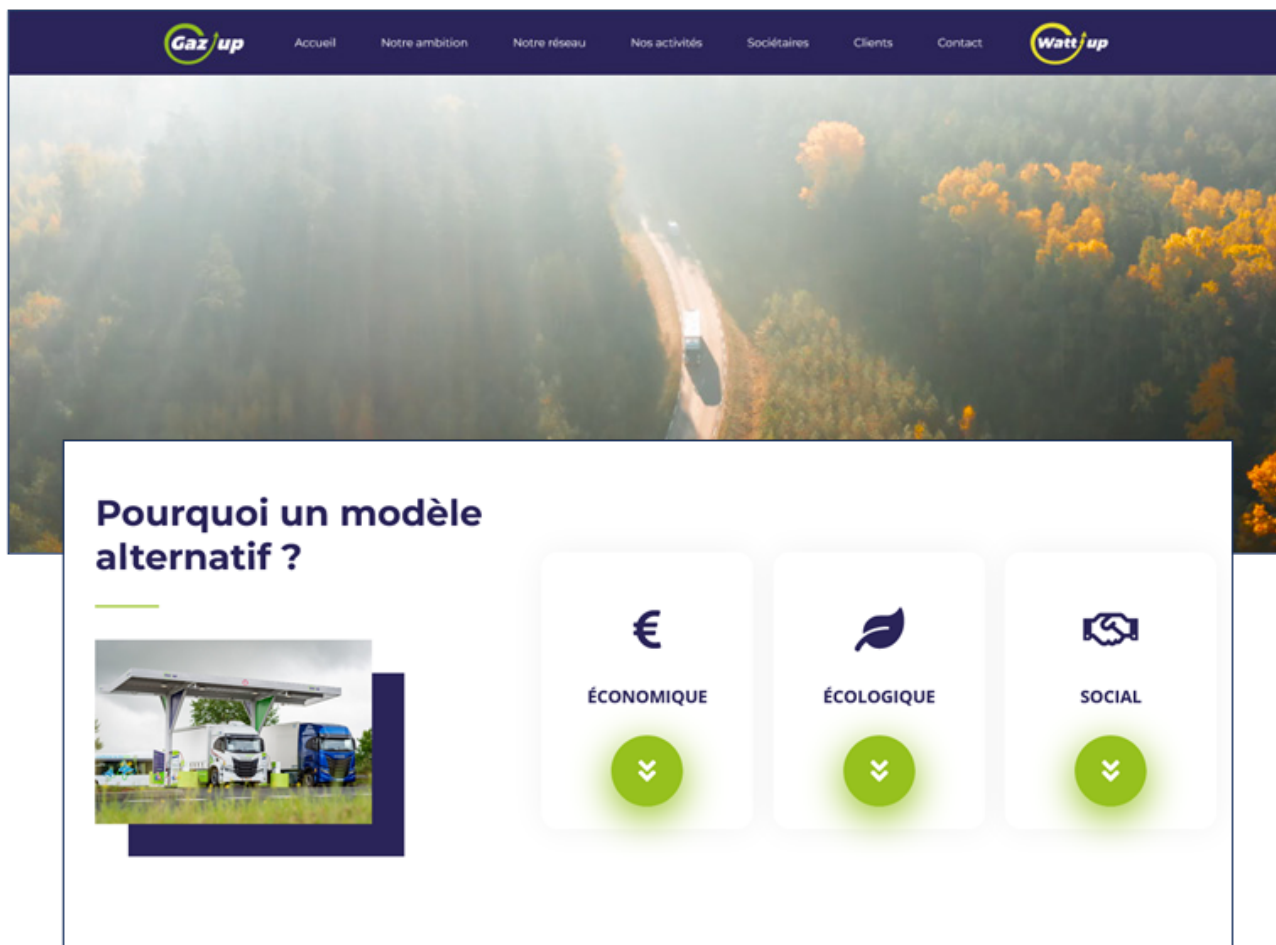 Gaz'up
Accueil
Notre ambition
Notre réseau
Nos activités
Sociétaires
Clients
Contact
Watt'up
Pourquoi un modèle
alternatif ?
€
ÉCONOMIQUE
ÉCOLOGIQUE
SOCIAL